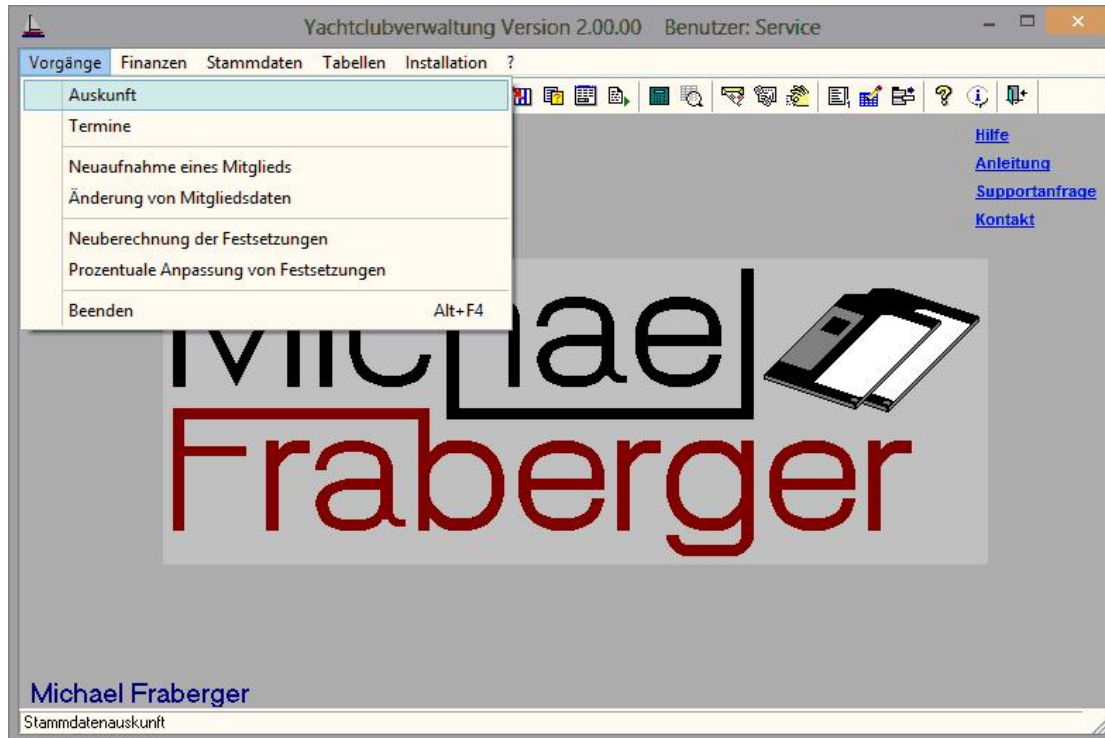 Yachtclubverwaltung Version 2.00.00 Benutzer: Service
Vorgänge Finanzen Stammdaten Tabellen Installation ?
Auskunft
Termine
Neuaufnahme eines Mitglieds
Änderung von Mitgliedsdaten
Neuberechnung der Festsetzungen
Prozentuale Anpassung von Festsetzungen
Beenden Alt+F4
Hilfe
Anleitung
Supportanfrage
Kontakt
Michael
Fraberger
Michael Fraberger
Stammdatenauskunft